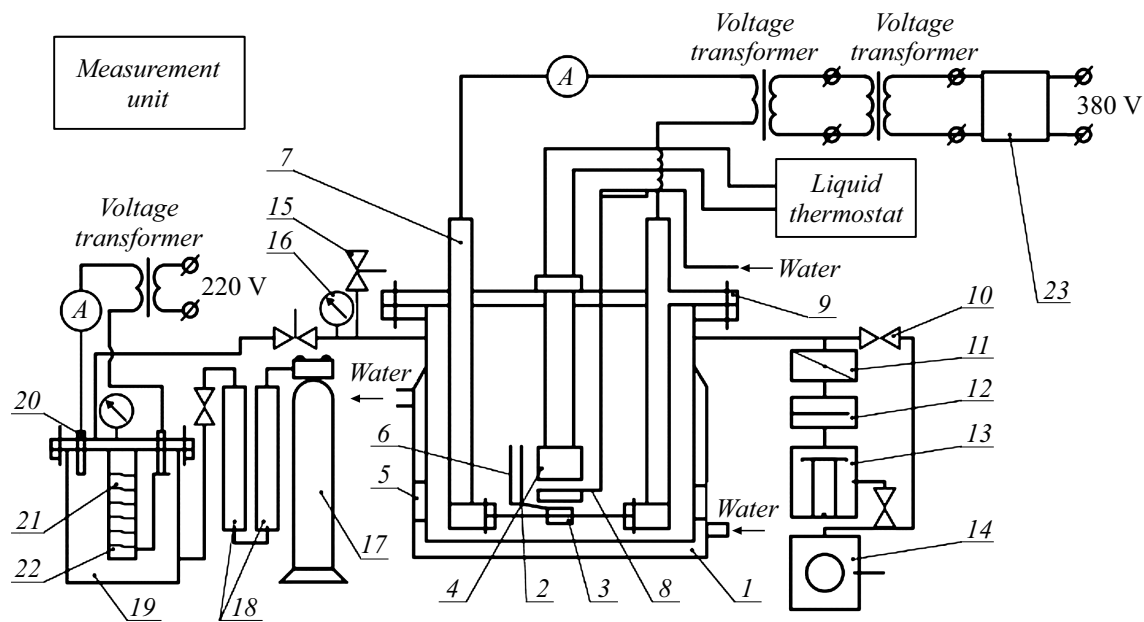 Measurement
unit
Voltage
transformer
Voltage
transformer
A
380 V
23
7
15
16
Liquid
thermostat
Voltage
transformer
Water
9
10
A
220 V
11
Water
12
20
6
13
5
21
Water
22
17
14
19
18
4
2
3
8
1